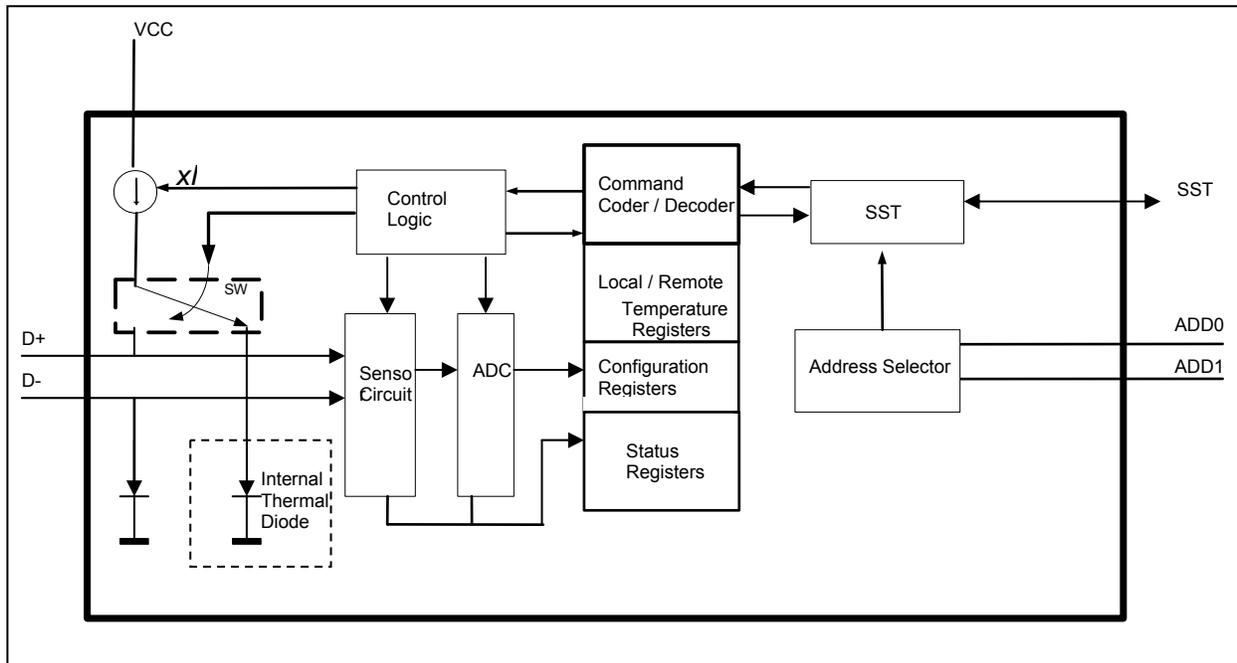 VCC
xI
Control
Logic
Command
Coder / Decoder
SST
SST
SW
Local / Remote
Temperature
Registers
D+
D-
Senso
r
Circuit
ADC
Configuration
Registers
Address Selector
ADD0
ADD1
Status
Registers
Internal
Thermal
Diode